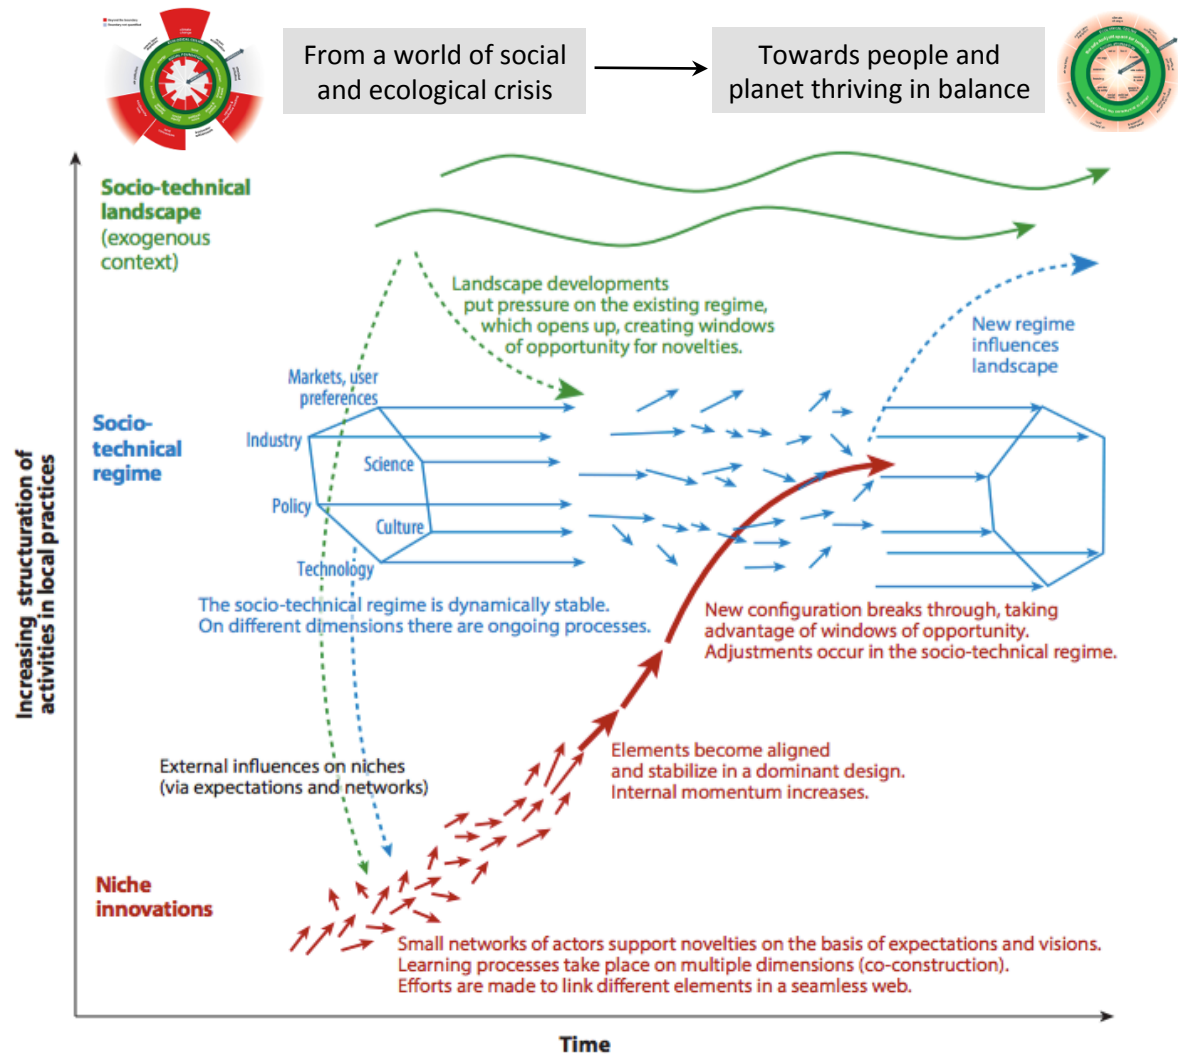 From a world of social
and ecological crisis
Towards people and
planet thriving in balance
Socio-technical
landscape
(exogenous
context)
Landscape developments
put pressure on the existing regime,
which opens up, creating windows
of opportunity for novelties.
New regime
influences
landscape
Markets, user
preferences
Industry
Science
Policy
Culture
Technology
Socio-
technical
regime
The socio-technical regime is dynamically stable.
On different dimensions there are ongoing processes.
New configuration breaks through, taking
advantage of windows of opportunity.
Adjustments occur in the socio-technical regime.
Increasing structuration of
activities in local practices
External influences on niches
(via expectations and networks)
Elements become aligned
and stabilize in a dominant design.
Internal momentum increases.
Niche
innovations
Small networks of actors support novelties on the basis of expectations and visions.
Learning processes take place on multiple dimensions (co-construction).
Efforts are made to link different elements in a seamless web.
Time